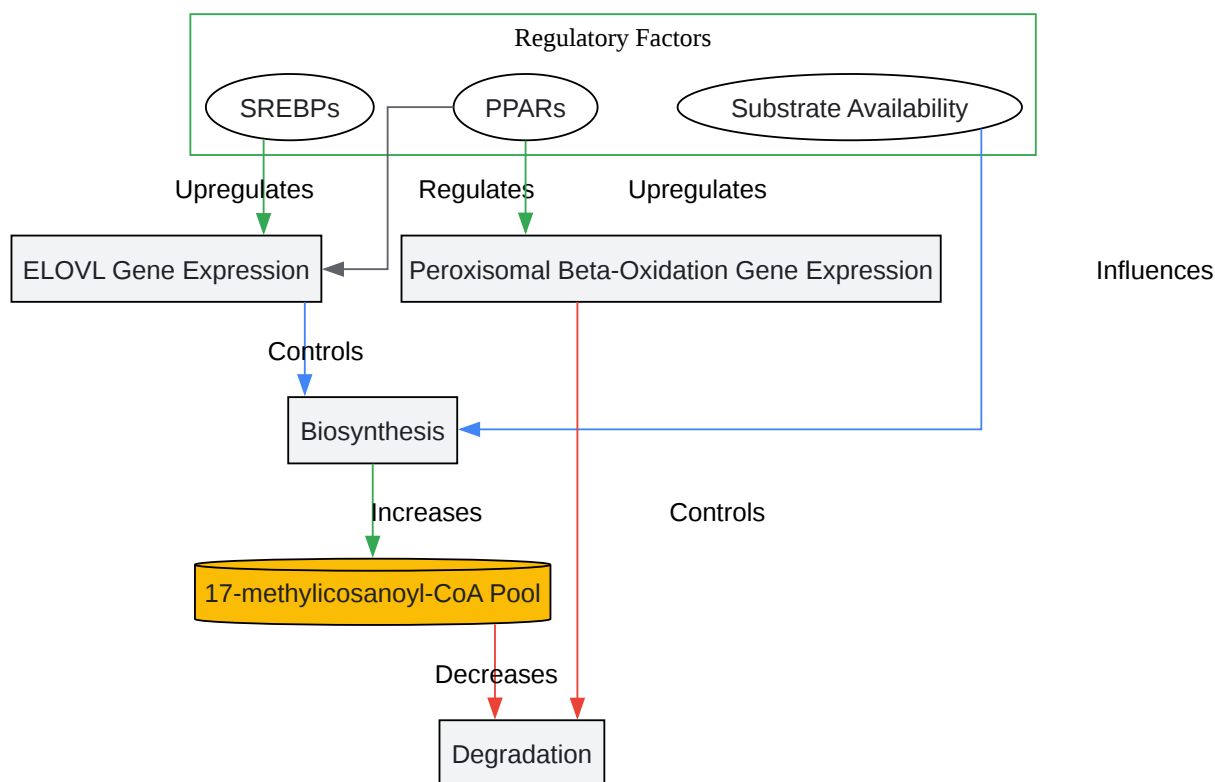 Regulatory Factors
SREBPs
PPARs
Substrate Availability
Upregulates
Regulates
Upregulates
ELOVL Gene Expression
Peroxisomal Beta-Oxidation Gene Expression
Influences
Controls
Biosynthesis
Increases
Controls
17-methylicosanoyl-CoA Pool
Decreases
Degradation